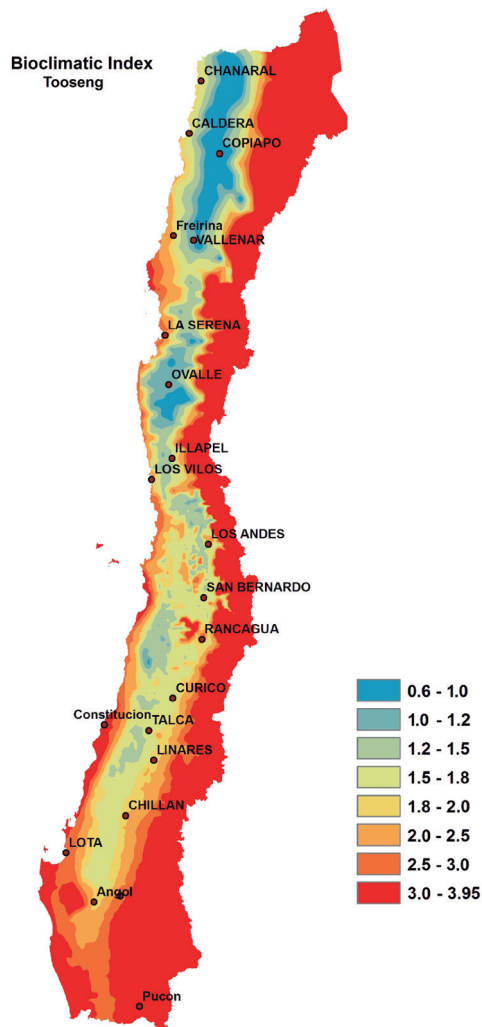 Bioclimatic Index
Tooseng
CHANARAL
CALDERA
COPIAPO
Freirina
VALLENAR
LA SERENA
OVALLE
ILLAPEL
LOS VILOS
LOS ANDES
SAN BERNARDO
RANCAGUA
CURICO
Constitucion
TALCA
LINARES
CHILLAN
LOTA
Angol
Pucon
0.6 - 1.0
1.0 - 1.2
1.2 - 1.5
1.5 - 1.8
1.8 - 2.0
2.0 - 2.5
2.5 - 3.0
3.0 - 3.95